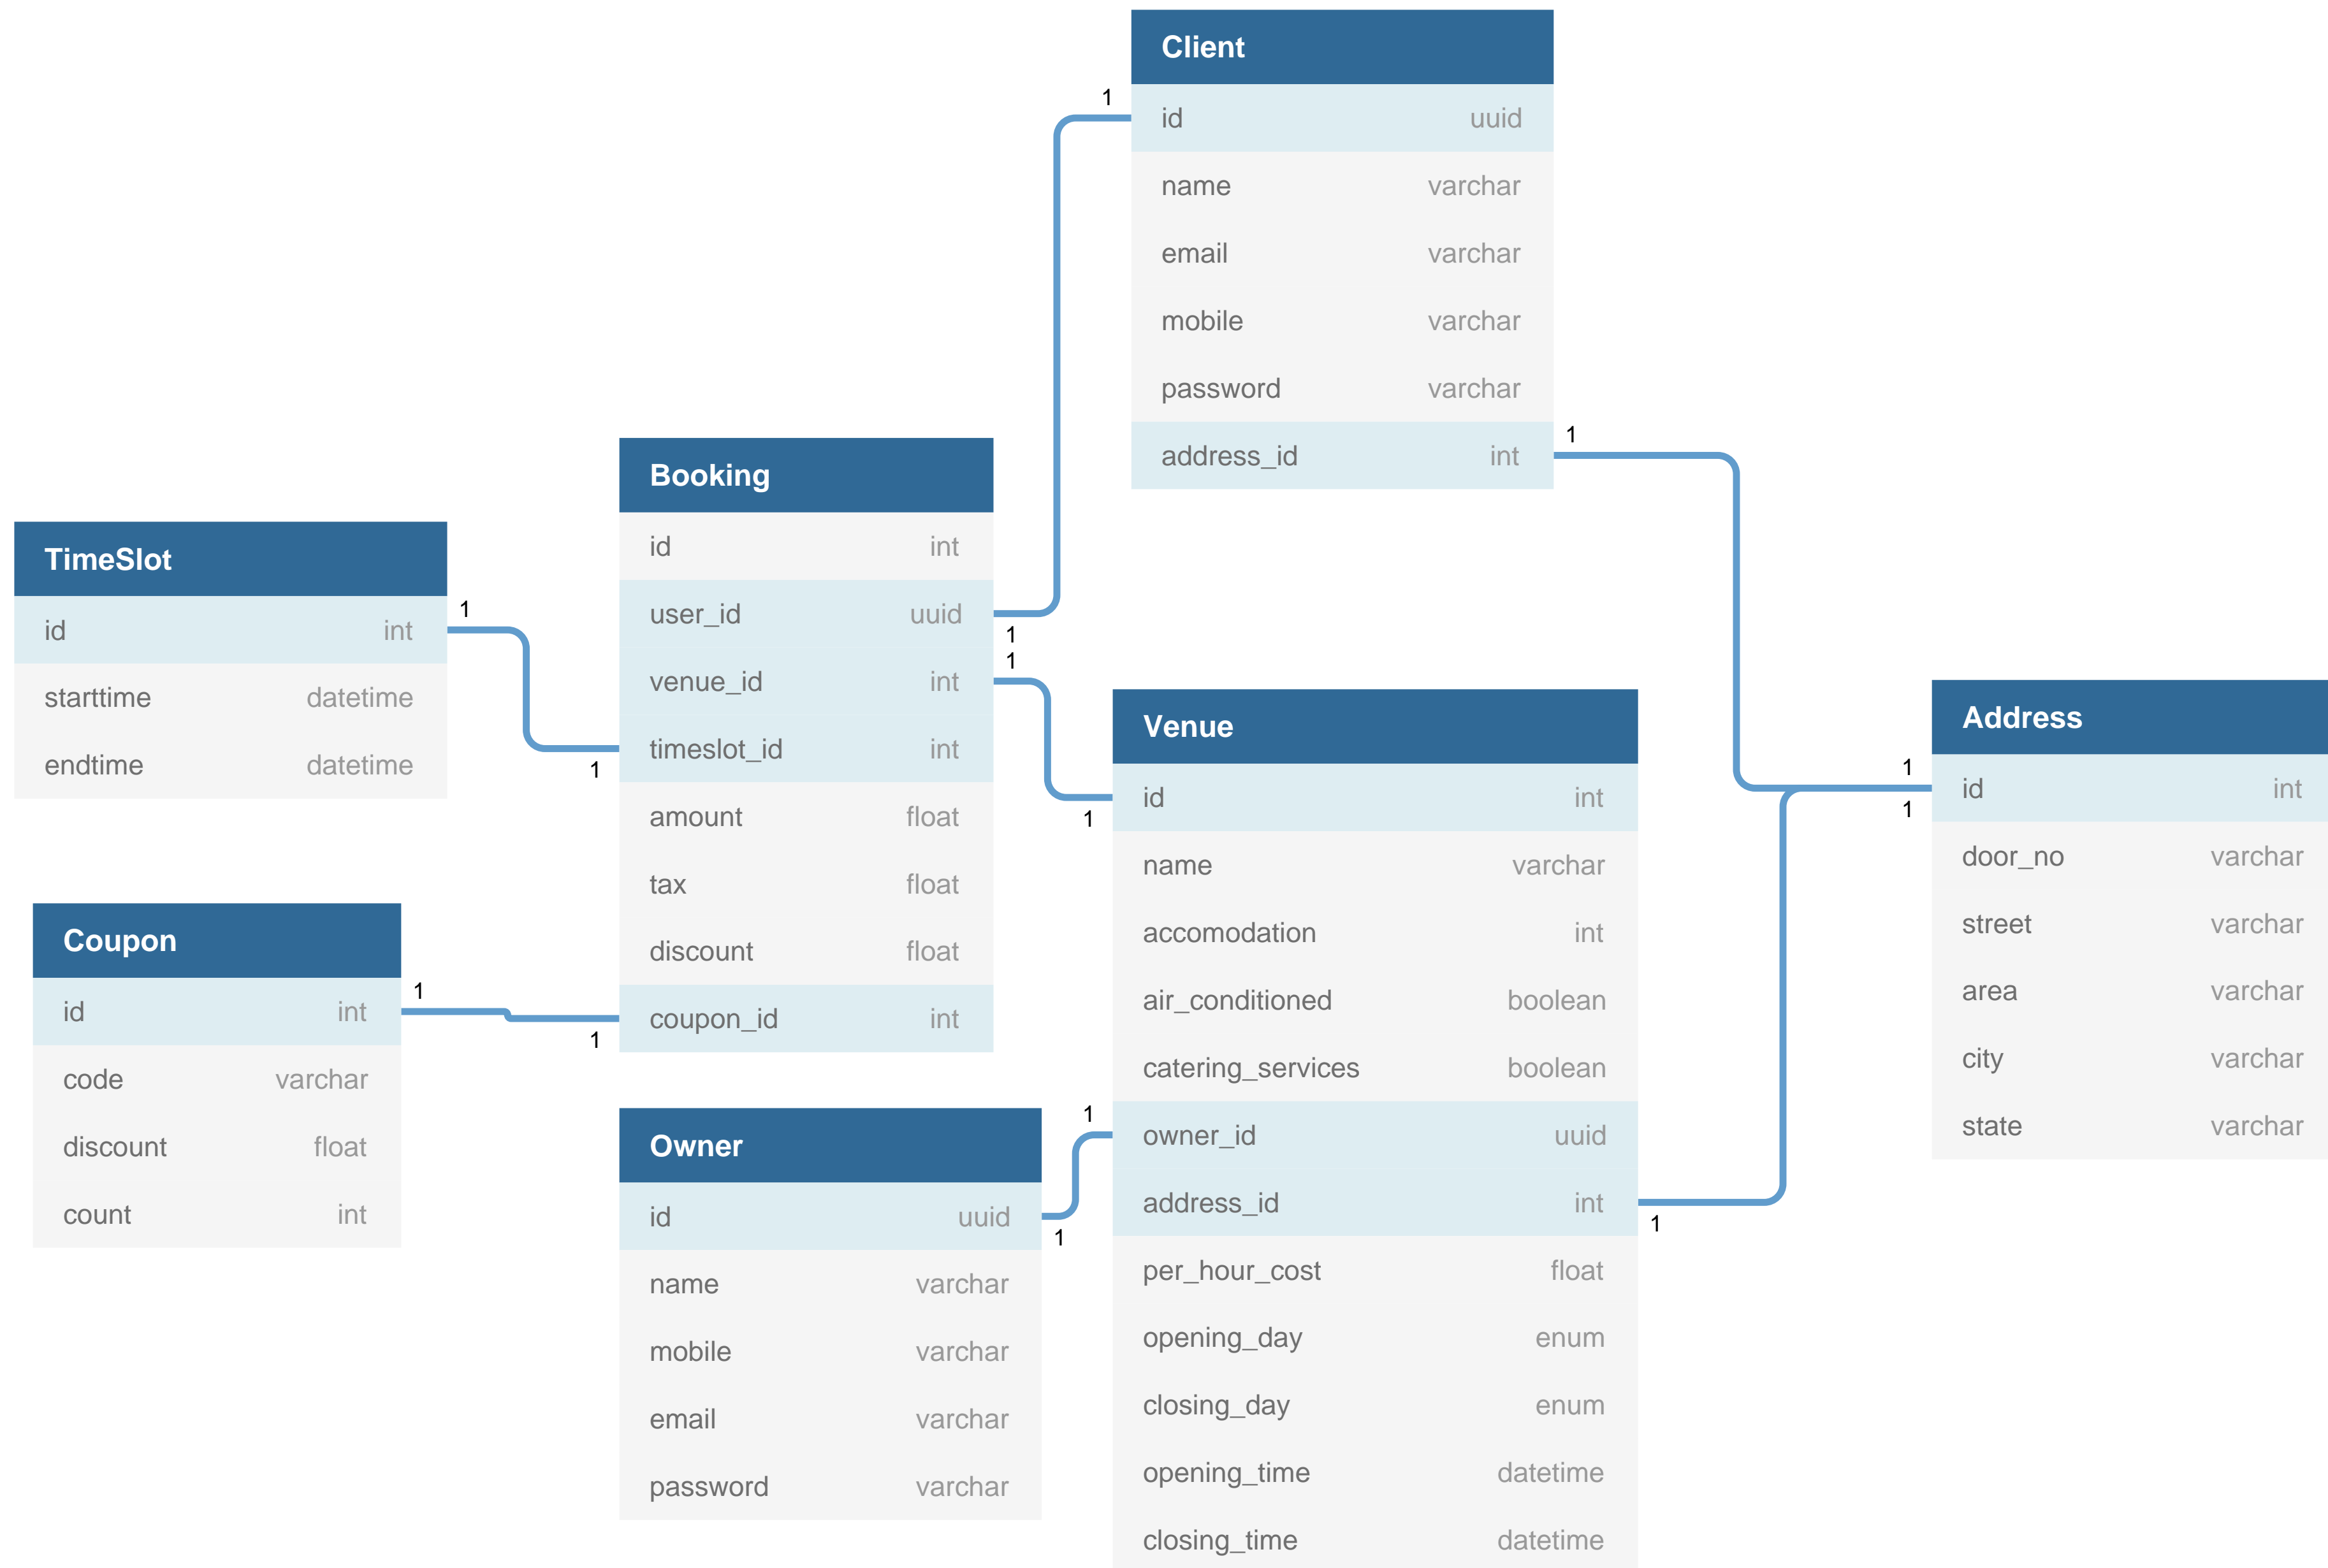 Client
id uuid
name varchar
email varchar
mobile varchar
password varchar
address_id int
1
1
Booking
id int
user_id uuid
venue_id int
timeslot_id int
amount float
tax float
discount float
coupon_id int
1
1
1
1
TimeSlot
id int
starttime datetime
endtime datetime
1
Coupon
id int
code varchar
discount float
count int
1
Owner
id uuid
name varchar
mobile varchar
email varchar
password varchar
1
Venue
id int
name varchar
accomodation int
air_conditioned boolean
catering_services boolean
owner_id uuid
address_id int
per_hour_cost float
opening_day enum
closing_day enum
opening_time datetime
closing_time datetime
1
1
1
Address
id int
door_no varchar
street varchar
area varchar
city varchar
state varchar
1
1